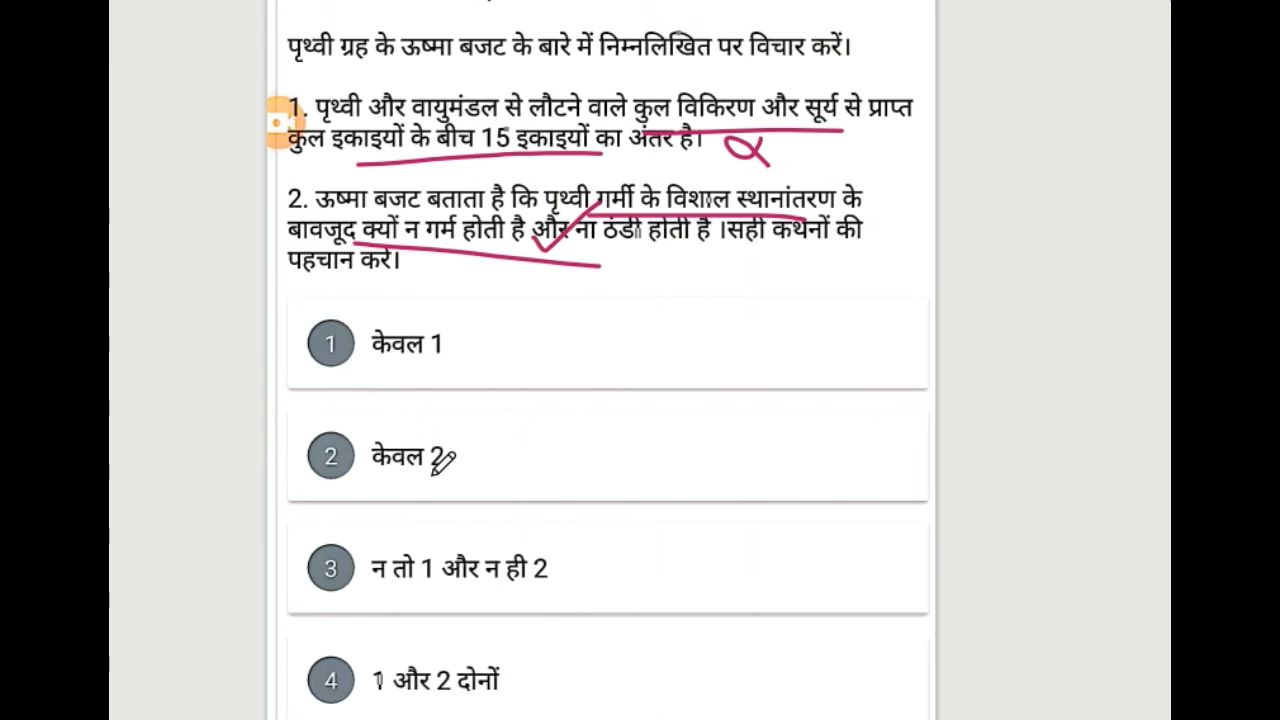 पृथ्वी ग्रह के ऊष्मा बजट के बारे में निम्नलिखित पर विचार करें।
1. पृथ्वी और वायुमंडल से लौटने वाले कुल विकिरण और सूर्य से प्राप्त
कुल इकाइयों के बीच 15 इकाइयों का अंतर है।
2. ऊष्मा बजट बताता है कि पृथ्वी गर्मी के विशाल स्थानांतरण के
बावजूद क्यों न गर्म होती है और ना ठंडी होती है ।सही कथनों की
पहचान करें।
1 केवल 1
2 केवल 2
3 न तो 1 और न ही 2
4 1 और 2 दोनों